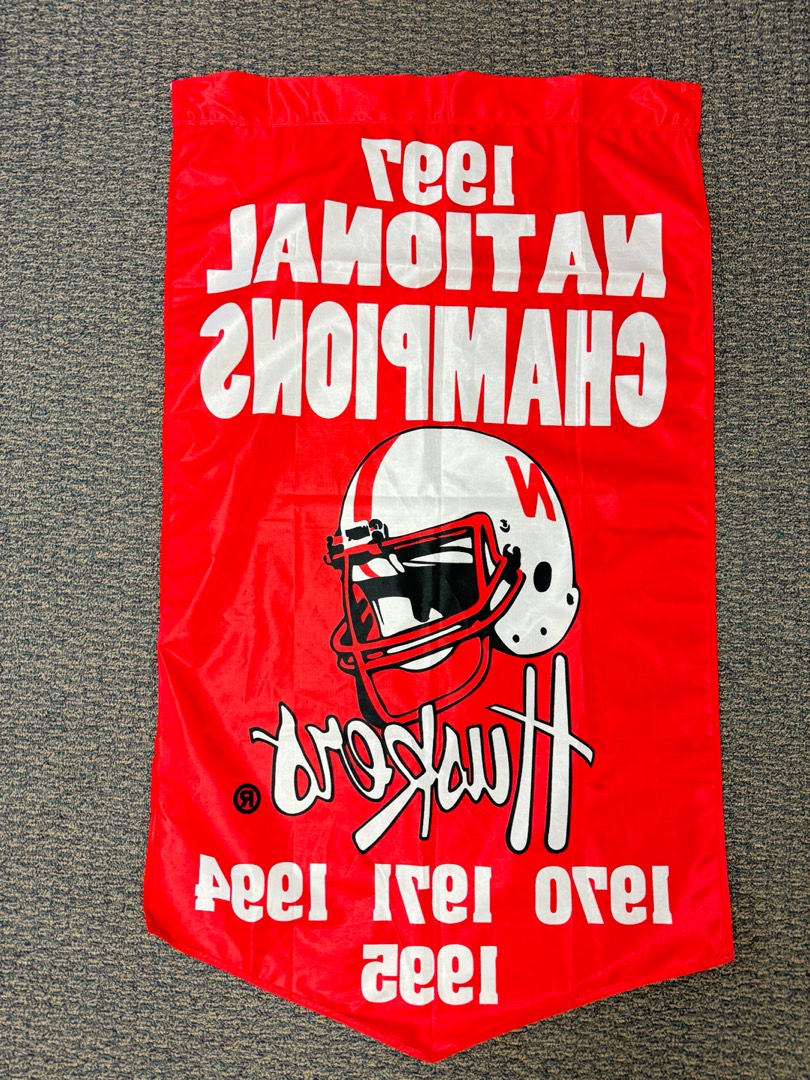 1997
NATIONAL
CHAMPIONS
N
Huskers®
1970 1971 1994
1995